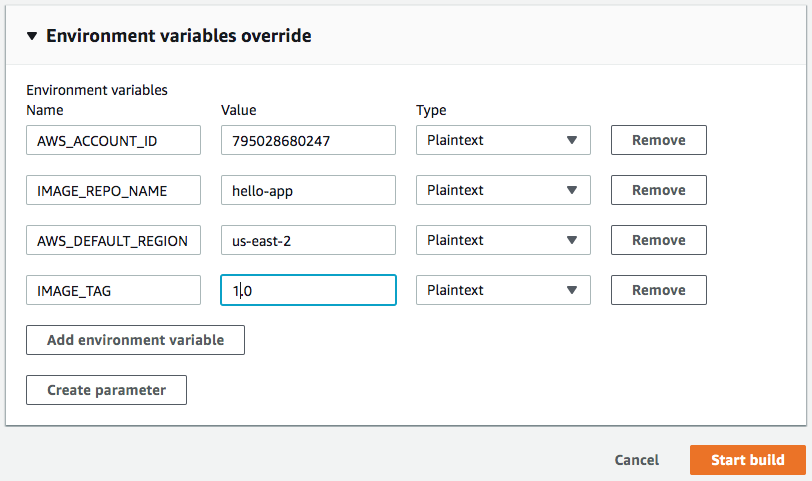 Environment variables override
Environment variables
Name Value Type
AWS_ACCOUNT_ID 795028680247 Plaintext Remove
IMAGE_REPO_NAME hello-app Plaintext Remove
AWS_DEFAULT_REGION us-east-2 Plaintext Remove
IMAGE_TAG 1.0 Plaintext Remove
Add environment variable
Create parameter
Cancel Start build